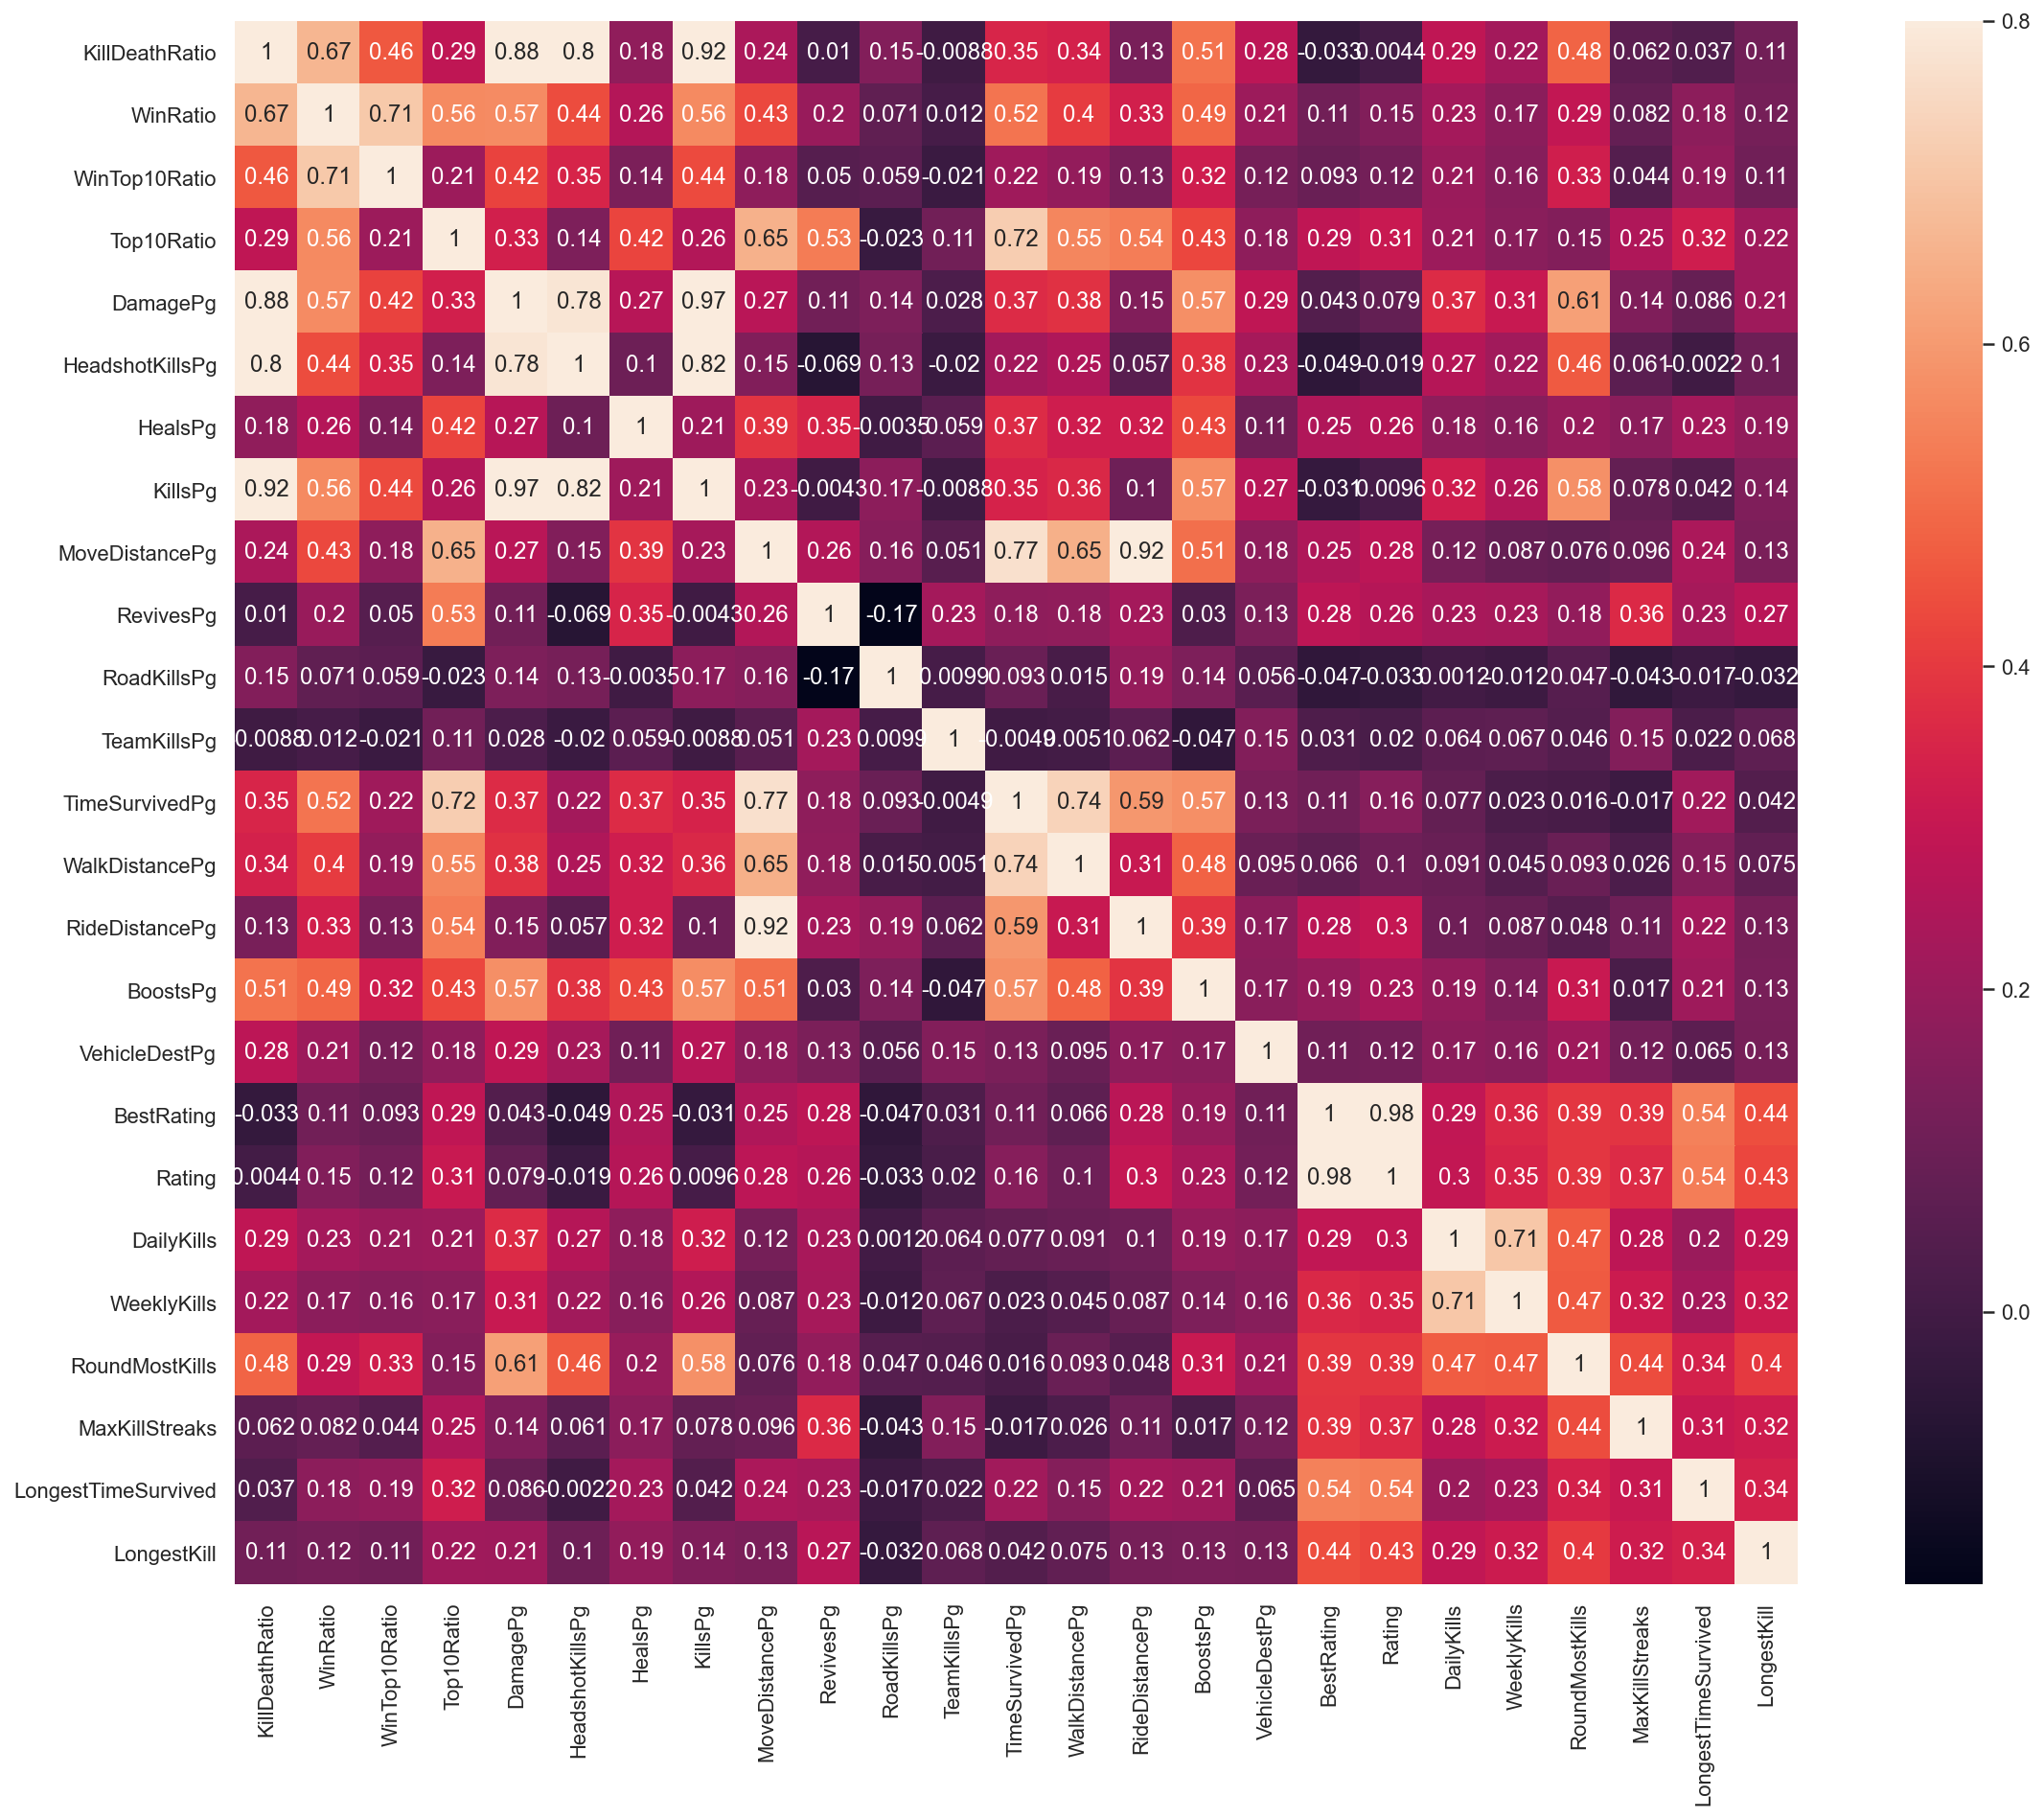 KillDeathRatio 1 0.67 0.46 0.29 0.88 0.8 0.18 0.92 0.24 0.01 0.15 -0.0088 0.35 0.34 0.13 0.51 0.28 -0.033 0.0044 0.29 0.22 0.48 0.062 0.037 0.11
WinRatio 0.67 1 0.71 0.56 0.57 0.44 0.26 0.56 0.43 0.2 0.071 0.012 0.52 0.4 0.33 0.49 0.21 0.11 0.15 0.23 0.17 0.29 0.082 0.18 0.12
WinTop10Ratio 0.46 0.71 1 0.21 0.42 0.35 0.14 0.44 0.18 0.05 0.059 -0.021 0.22 0.19 0.13 0.32 0.12 0.093 0.12 0.21 0.16 0.33 0.044 0.19 0.11
Top10Ratio 0.29 0.56 0.21 1 0.33 0.14 0.42 0.26 0.65 0.53 -0.023 0.11 0.72 0.55 0.54 0.43 0.18 0.29 0.31 0.21 0.17 0.15 0.25 0.32 0.22
DamagePg 0.88 0.57 0.42 0.33 1 0.78 0.27 0.97 0.27 0.11 0.14 0.028 0.37 0.38 0.15 0.57 0.29 0.043 0.079 0.37 0.31 0.61 0.14 0.086 0.21
HeadshotKillsPg 0.8 0.44 0.35 0.14 0.78 1 0.1 0.82 0.15 -0.069 0.13 -0.02 0.22 0.25 0.057 0.38 0.23 -0.049 -0.019 0.27 0.22 0.46 0.061 -0.0022 0.1
HealsPg 0.18 0.26 0.14 0.42 0.27 0.1 1 0.21 0.39 0.35 -0.0035 0.059 0.37 0.32 0.32 0.43 0.11 0.25 0.26 0.18 0.16 0.2 0.17 0.23 0.19
KillsPg 0.92 0.56 0.44 0.26 0.97 0.82 0.21 1 0.23 -0.0043 0.17 -0.0088 0.35 0.36 0.1 0.57 0.27 -0.031 0.0096 0.32 0.26 0.58 0.078 0.042 0.14
MoveDistancePg 0.24 0.43 0.18 0.65 0.27 0.15 0.39 0.23 1 0.26 0.16 0.051 0.77 0.65 0.92 0.51 0.18 0.25 0.28 0.12 0.087 0.076 0.096 0.24 0.13
RevivesPg 0.01 0.2 0.05 0.53 0.11 -0.069 0.35 -0.0043 0.26 1 -0.17 0.23 0.18 0.18 0.23 0.03 0.13 0.28 0.26 0.23 0.23 0.18 0.36 0.23 0.27
RoadKillsPg 0.15 0.071 0.059 -0.023 0.14 0.13 -0.0035 0.17 0.16 -0.17 1 0.0099 0.093 0.015 0.19 0.14 0.056 -0.047 -0.033 0.0012 -0.012 0.047 -0.043 -0.017 -0.032
TeamKillsPg -0.0088 0.012 -0.021 0.11 0.028 -0.02 0.059 -0.0088 0.051 0.23 0.0099 1 -0.0049 0.0051 0.062 -0.047 0.15 0.031 0.02 0.064 0.067 0.046 0.15 0.022 0.068
TimeSurvivedPg 0.35 0.52 0.22 0.72 0.37 0.22 0.37 0.35 0.77 0.18 0.093 -0.0049 1 0.74 0.59 0.57 0.13 0.11 0.16 0.077 0.023 0.016 -0.017 0.22 0.042
WalkDistancePg 0.34 0.4 0.19 0.55 0.38 0.25 0.32 0.36 0.65 0.18 0.015 0.0051 0.74 1 0.31 0.48 0.095 0.066 0.1 0.091 0.045 0.093 0.026 0.15 0.075
RideDistancePg 0.13 0.33 0.13 0.54 0.15 0.057 0.32 0.1 0.92 0.23 0.19 0.062 0.59 0.31 1 0.39 0.17 0.28 0.3 0.1 0.087 0.048 0.11 0.22 0.13
BoostsPg 0.51 0.49 0.32 0.43 0.57 0.38 0.43 0.57 0.51 0.03 0.14 -0.047 0.57 0.48 0.39 1 0.17 0.19 0.23 0.19 0.14 0.31 0.017 0.21 0.13
VehicleDestPg 0.28 0.21 0.12 0.18 0.29 0.23 0.11 0.27 0.18 0.13 0.056 0.15 0.13 0.095 0.17 0.17 1 0.11 0.12 0.17 0.16 0.21 0.12 0.065 0.13
BestRating -0.033 0.11 0.093 0.29 0.043 -0.049 0.25 -0.031 0.25 0.28 -0.047 0.031 0.11 0.066 0.28 0.19 0.11 1 0.98 0.29 0.36 0.39 0.39 0.54 0.44
Rating 0.0044 0.15 0.12 0.31 0.079 -0.019 0.26 0.0096 0.28 0.26 -0.033 0.02 0.16 0.1 0.3 0.23 0.12 0.98 1 0.3 0.35 0.39 0.37 0.54 0.43
DailyKills 0.29 0.23 0.21 0.21 0.37 0.27 0.18 0.32 0.12 0.23 0.0012 0.064 0.077 0.091 0.1 0.19 0.17 0.29 0.3 1 0.71 0.47 0.28 0.2 0.29
WeeklyKills 0.22 0.17 0.16 0.17 0.31 0.22 0.16 0.26 0.087 0.23 -0.012 0.067 0.023 0.045 0.087 0.14 0.16 0.36 0.35 0.71 1 0.47 0.32 0.23 0.32
RoundMostKills 0.48 0.29 0.33 0.15 0.61 0.46 0.2 0.58 0.076 0.18 0.047 0.046 0.016 0.093 0.048 0.31 0.21 0.39 0.39 0.47 0.47 1 0.44 0.34 0.4
MaxKillStreaks 0.062 0.082 0.044 0.25 0.14 0.061 0.17 0.078 0.096 0.36 -0.043 0.15 -0.017 0.026 0.11 0.017 0.12 0.39 0.37 0.28 0.32 0.44 1 0.31 0.32
LongestTimeSurvived 0.037 0.18 0.19 0.32 0.086 -0.0022 0.23 0.042 0.24 0.23 -0.017 0.022 0.22 0.15 0.22 0.21 0.065 0.54 0.54 0.2 0.23 0.34 0.31 1 0.34
LongestKill 0.11 0.12 0.11 0.22 0.21 0.1 0.19 0.14 0.13 0.27 -0.032 0.068 0.042 0.075 0.13 0.13 0.13 0.44 0.43 0.29 0.32 0.4 0.32 0.34 1
KillDeathRatio
WinRatio
WinTop10Ratio
Top10Ratio
DamagePg
HeadshotKillsPg
HealsPg
KillsPg
MoveDistancePg
RevivesPg
RoadKillsPg
TeamKillsPg
TimeSurvivedPg
WalkDistancePg
RideDistancePg
BoostsPg
VehicleDestPg
BestRating
Rating
DailyKills
WeeklyKills
RoundMostKills
MaxKillStreaks
LongestTimeSurvived
LongestKill
0.8
0.6
0.4
0.2
0.0